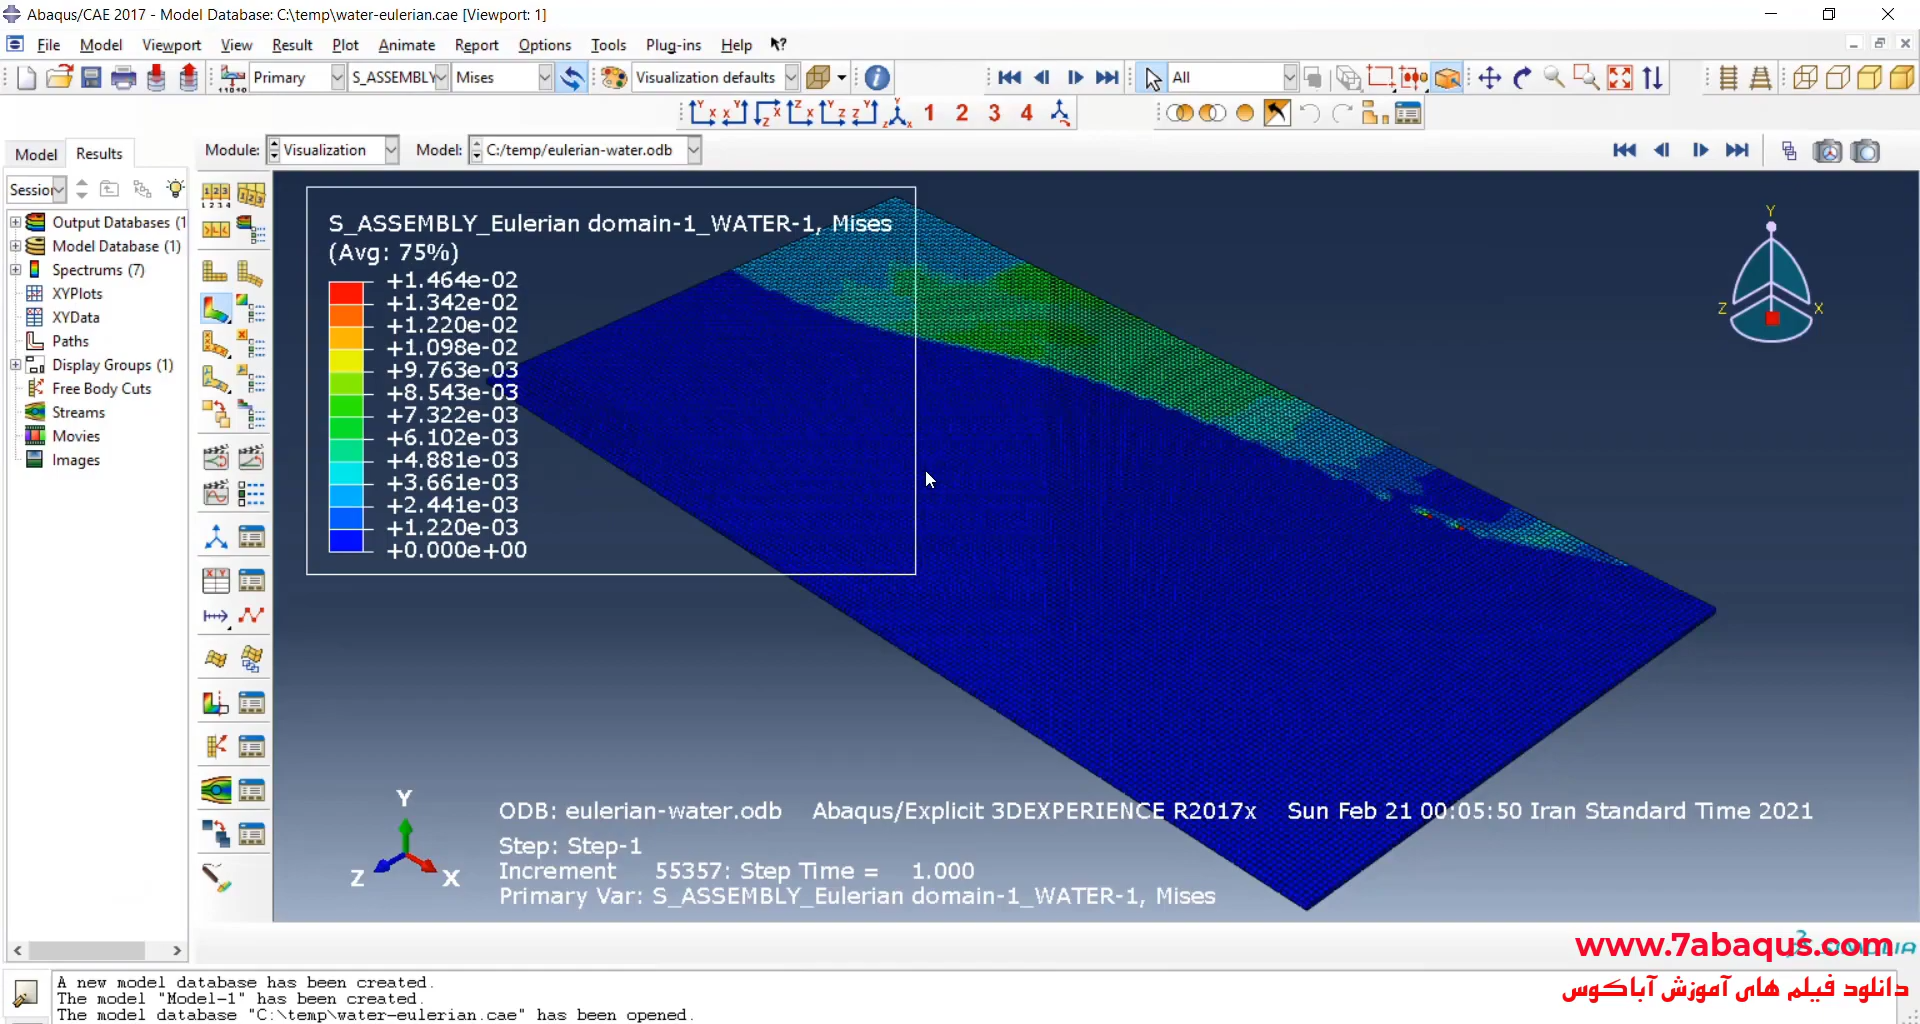 Abaqus/CAE 2017 - Model Database: C:\temp\water-eulerian.cae [Viewport: 1]
File Model Viewport View Result Plot Animate Report Options Tools Plug-ins Help
Primary S_ASSEMBLY Mises Visualization defaults All
1 2 3 4
Model Results Module: Visualization Model: C:/temp/eulerian-water.odb
Session
Output Databases (1
Model Database (1)
Spectrums (7)
XYPlots
XYData
Paths
Display Groups (1)
Free Body Cuts
Streams
Movies
Images
S_ASSEMBLY_Eulerian domain-1_WATER-1, Mises
(Avg: 75%)
+1.464e-02
+1.342e-02
+1.220e-02
+1.098e-02
+9.763e-03
+8.543e-03
+7.322e-03
+6.102e-03
+4.881e-03
+3.661e-03
+2.441e-03
+1.220e-03
+0.000e+00
Y
Z X
Y
Z X
ODB: eulerian-water.odb Abaqus/Explicit 3DEXPERIENCE R2017x Sun Feb 21 00:05:50 Iran Standard Time 2021
Step: Step-1
Increment 55357: Step Time = 1.000
Primary Var: S_ASSEMBLY_Eulerian domain-1_WATER-1, Mises
www.7abaqus.com
دانلود فیلم های آموزش آباکوس
A new model database has been created.
The model "Model-1" has been created.
The model database "C:\temp\water-eulerian.cae" has been opened.